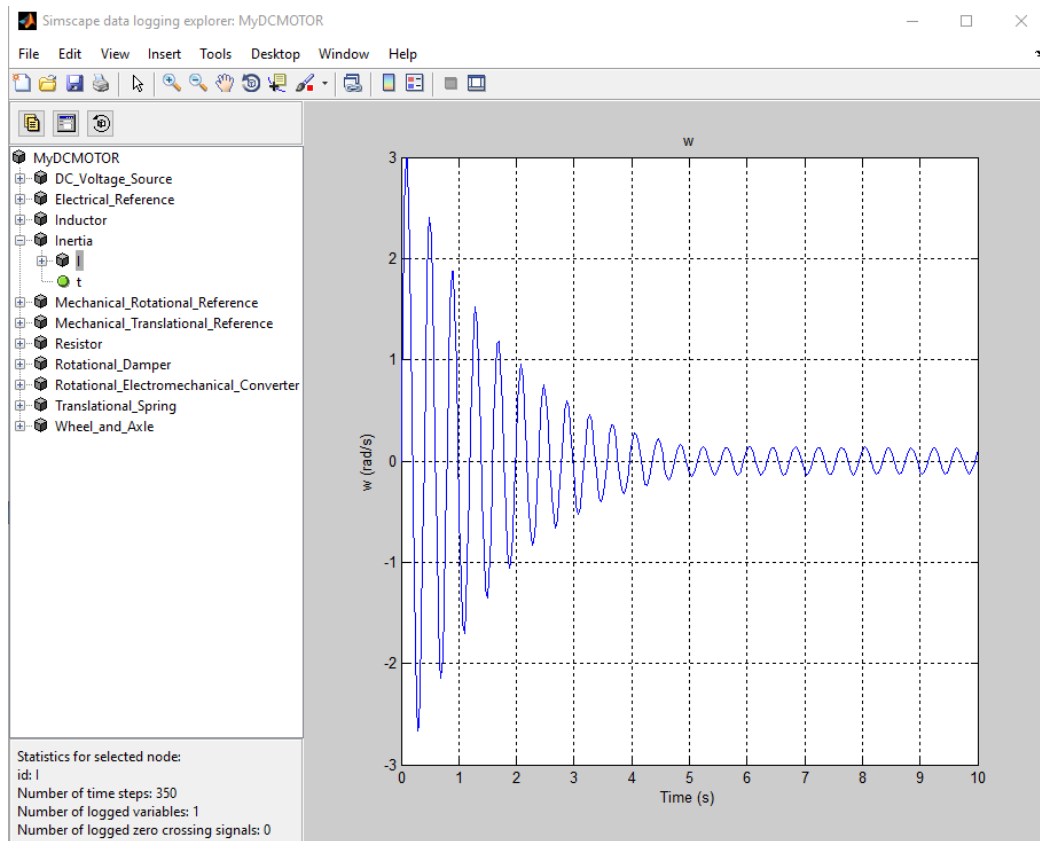 Simscape data logging explorer: MyDCMOTOR
File Edit View Insert Tools Desktop Window Help
MyDCMOTOR
DC_Voltage_Source
Electrical_Reference
Inductor
Inertia
I
t
Mechanical_Rotational_Reference
Mechanical_Translational_Reference
Resistor
Rotational_Damper
Rotational_Electromechanical_Converter
Translational_Spring
Wheel_and_Axle
Statistics for selected node:
id: I
Number of time steps: 350
Number of logged variables: 1
Number of logged zero crossing signals: 0
w
3
2
1
0
-1
-2
-3
w (rad/s)
0 1 2 3 4 5 6 7 8 9 10
Time (s)